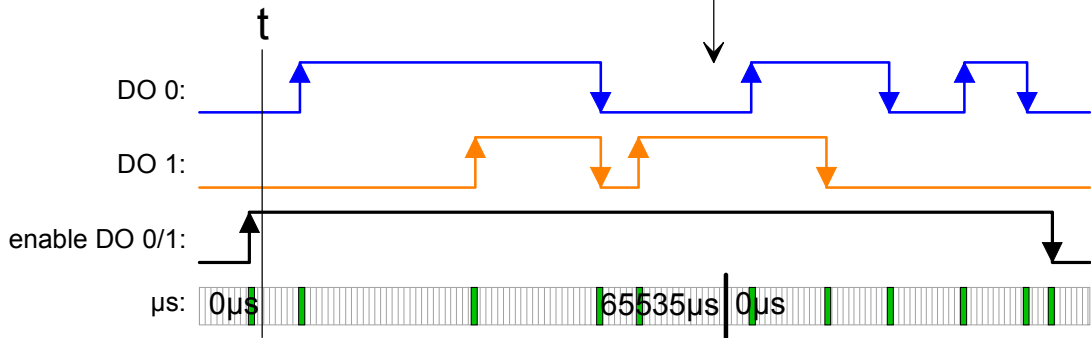 t
DO 0:
DO 1:
enable DO 0/1:
µs: 0µs 65535µs 0µs